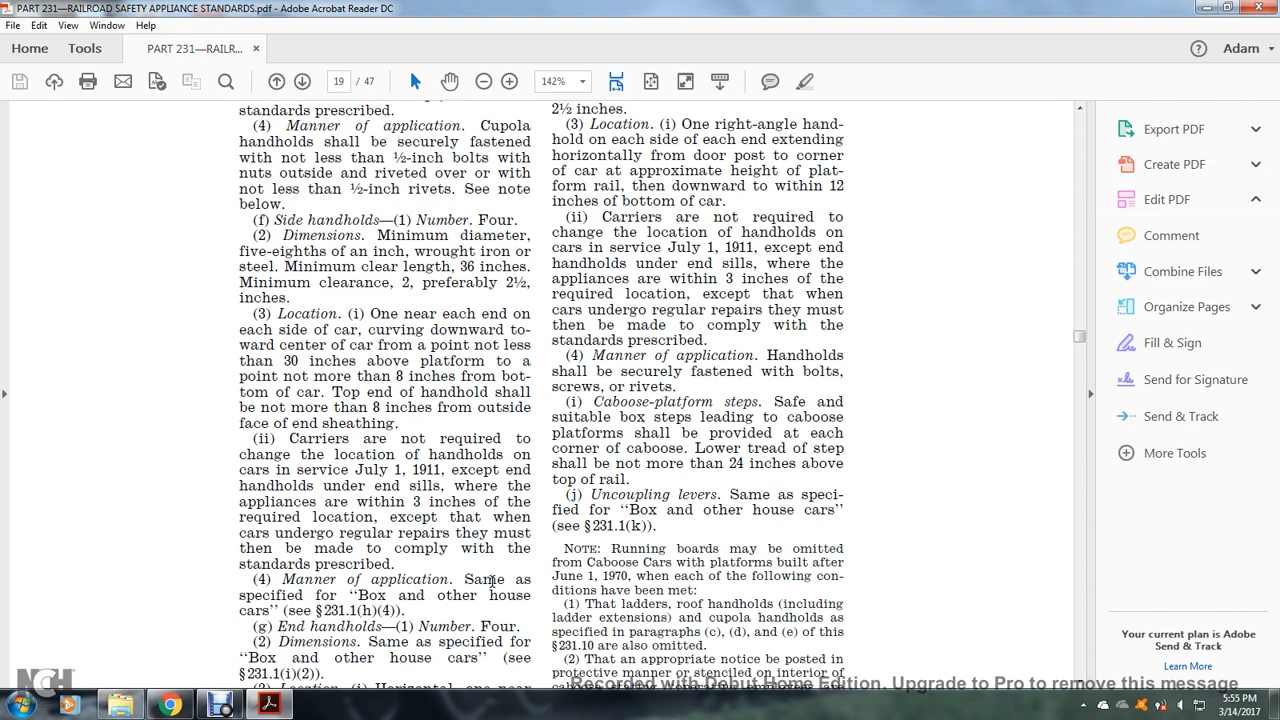 PART 231—RAILROAD SAFETY APPLIANCE STANDARDS.pdf - Adobe Acrobat Reader DC
File Edit View Window Help
Home Tools PART 231—RAILR... × Adam
19 / 47 142%
standards prescribed.
(4) Manner of application. Cupola
handholds shall be securely fastened
with not less than ½-inch bolts with
nuts outside and riveted over or with
not less than ½-inch rivets. See note
below.
(f) Side handholds—(1) Number. Four.
(2) Dimensions. Minimum diameter,
five-eighths of an inch, wrought iron or
steel. Minimum clear length, 36 inches.
Minimum clearance, 2, preferably 2½,
inches.
(3) Location. (i) One near each end on
each side of car, curving downward to-
ward center of car from a point not less
than 30 inches above platform to a
point not more than 8 inches from bot-
tom of car. Top end of handhold shall
be not more than 8 inches from outside
face of end sheathing.
(ii) Carriers are not required to
change the location of handholds on
cars in service July 1, 1911, except end
handholds under end sills, where the
appliances are within 3 inches of the
required location, except that when
cars undergo regular repairs they must
then be made to comply with the
standards prescribed.
(4) Manner of application. Same as
specified for ‘‘Box and other house
cars’’ (see §231.1(h)(4)).
(g) End handholds—(1) Number. Four.
(2) Dimensions. Same as specified for
‘‘Box and other house cars’’ (see
§231.1(i)(2)).
2½ inches.
(3) Location. (i) One right-angle hand-
hold on each side of each end extending
horizontally from door post to corner
of car at approximate height of plat-
form rail, then downward to within 12
inches of bottom of car.
(ii) Carriers are not required to
change the location of handholds on
cars in service July 1, 1911, except end
handholds under end sills, where the
appliances are within 3 inches of the
required location, except that when
cars undergo regular repairs they must
then be made to comply with the
standards prescribed.
(4) Manner of application. Handholds
shall be securely fastened with bolts,
screws, or rivets.
(i) Caboose-platform steps. Safe and
suitable box steps leading to caboose
platforms shall be provided at each
corner of caboose. Lower tread of step
shall be not more than 24 inches above
top of rail.
(j) Uncoupling levers. Same as speci-
fied for ‘‘Box and other house cars’’
(see §231.1(k)).
NOTE: Running boards may be omitted
from Caboose Cars with platforms built after
June 1, 1970, when each of the following con-
ditions have been met:
(1) That ladders, roof handholds (including
ladder extensions) and cupola handholds as
specified in paragraphs (c), (d), and (e) of this
§231.10 are also omitted.
(2) That an appropriate notice be posted in
protective manner or stenciled on interior of
Export PDF
Create PDF
Edit PDF
Comment
Combine Files
Organize Pages
Fill & Sign
Send for Signature
Send & Track
More Tools
Your current plan is Adobe
Send & Track
Learn More
NCH
Recorded with Debut Home Edition. Upgrade to Pro to remove this message
5:55 PM
3/14/2017